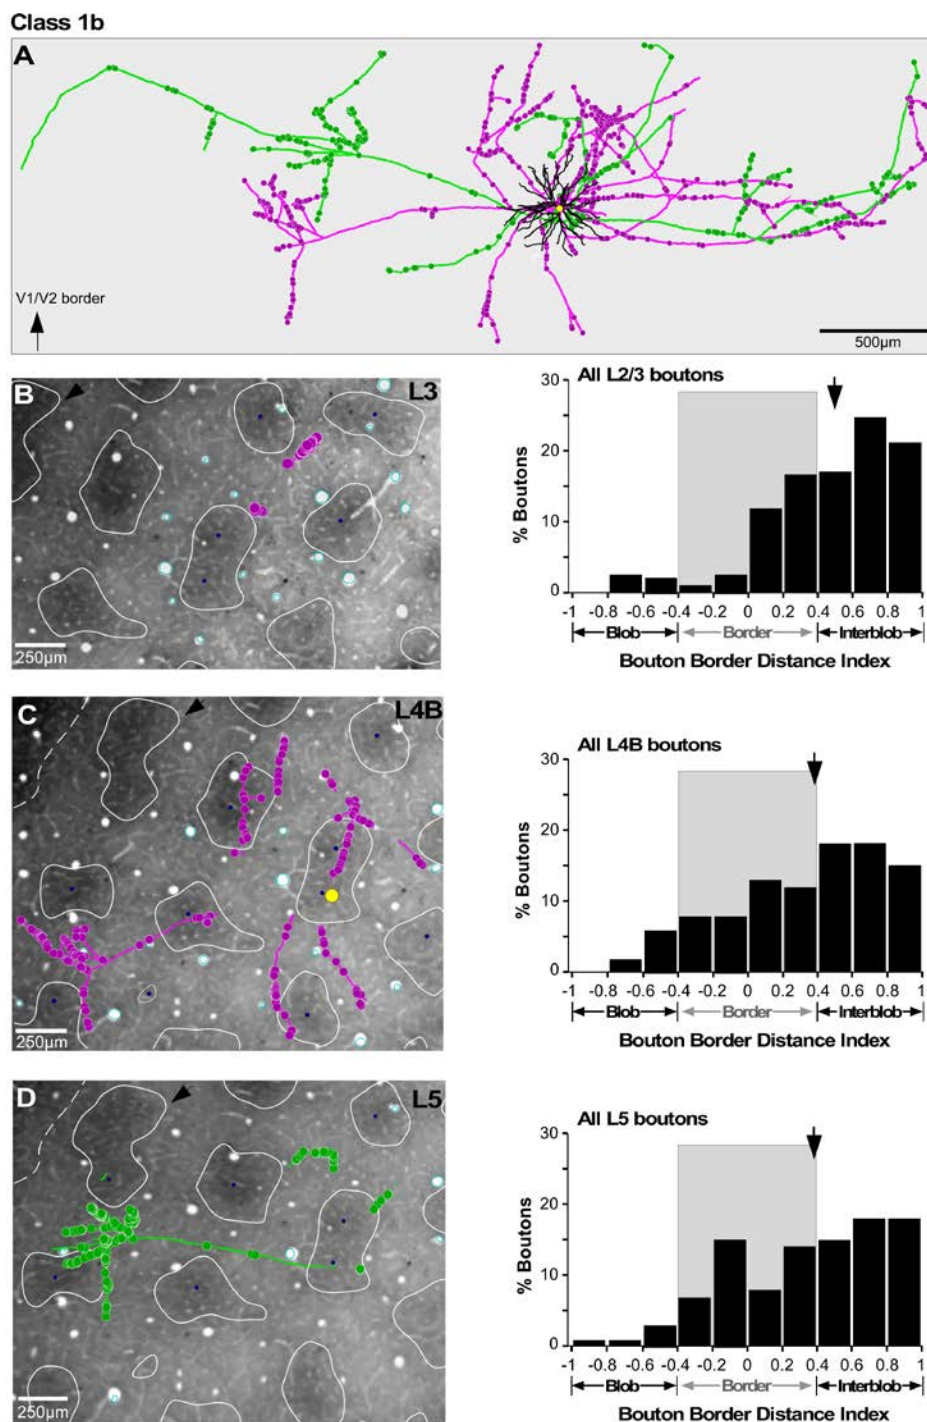 Class 1b
A
V1/V2 border
500µm
B
L3
250µm
All L2/3 boutons
30
20
10
0
% Boutons
-1 -0.8 -0.6 -0.4 -0.2 0 0.2 0.4 0.6 0.8 1
Blob Border Interblob
Bouton Border Distance Index
C
L4B
250µm
All L4B boutons
30
20
10
0
% Boutons
-1 -0.8 -0.6 -0.4 -0.2 0 0.2 0.4 0.6 0.8 1
Blob Border Interblob
Bouton Border Distance Index
D
L5
250µm
All L5 boutons
30
20
10
0
% Boutons
-1 -0.8 -0.6 -0.4 -0.2 0 0.2 0.4 0.6 0.8 1
Blob Border Interblob
Bouton Border Distance Index